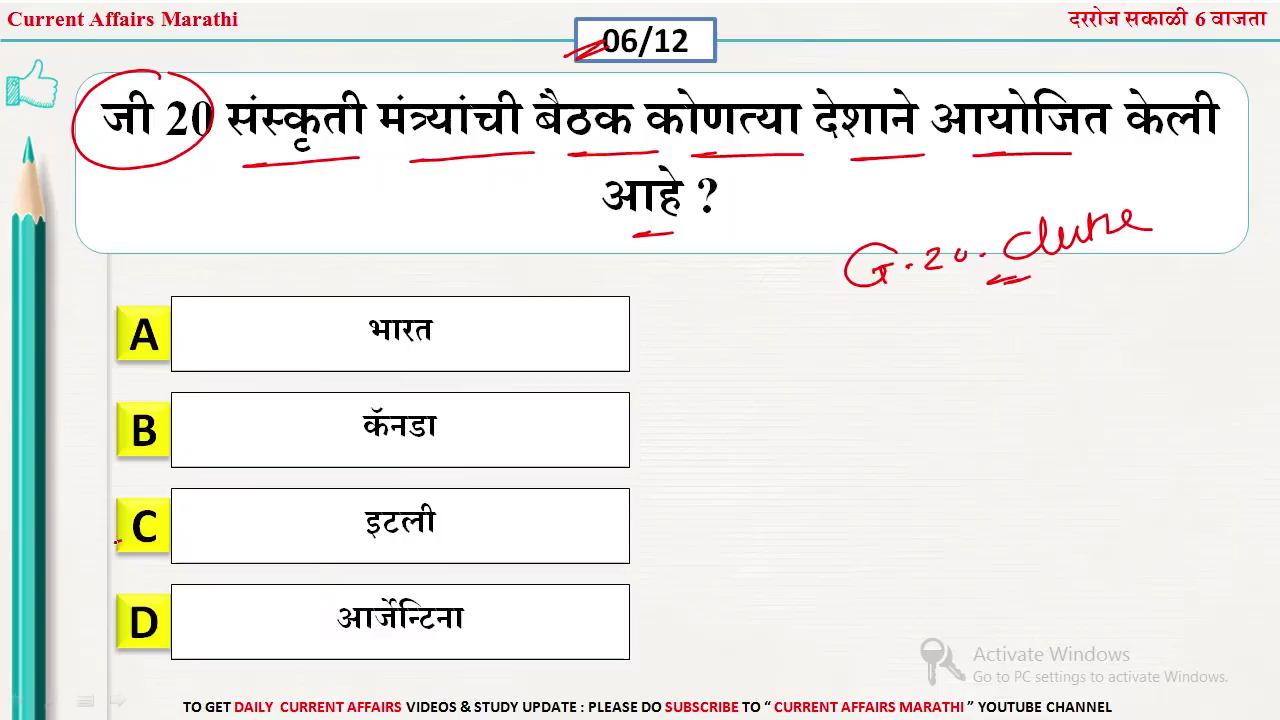 Current Affairs Marathi
दररोज सकाळी 6 वाजता
06/12
जी 20 संस्कृती मंत्र्यांची बैठक कोणत्या देशाने आयोजित केली
आहे ?
G.20.
A
भारत
B
कॅनडा
C
इटली
D
आर्जेन्टिना
Activate Windows
Go to PC settings to activate Windows.
TO GET DAILY CURRENT AFFAIRS VIDEOS & STUDY UPDATE : PLEASE DO SUBSCRIBE TO “ CURRENT AFFAIRS MARATHI ” YOUTUBE CHANNEL